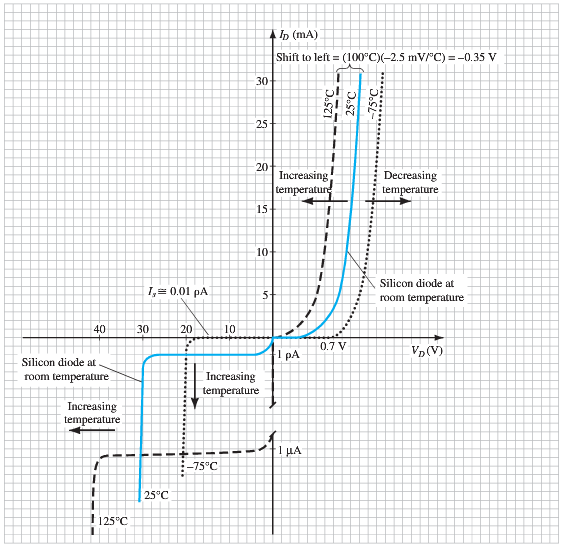 I_D (mA)
Shift to left = (100°C)(–2.5 mV/°C) = –0.35 V
30
125°C
25°C
–75°C
25
20
Increasing
temperature
Decreasing
temperature
15
10
Silicon diode at
room temperature
I_s ≅ 0.01 pA
5
40
30
20
10
0.7 V
V_D (V)
1 pA
Silicon diode at
room temperature
Increasing
temperature
Increasing
temperature
1 μA
–75°C
25°C
125°C